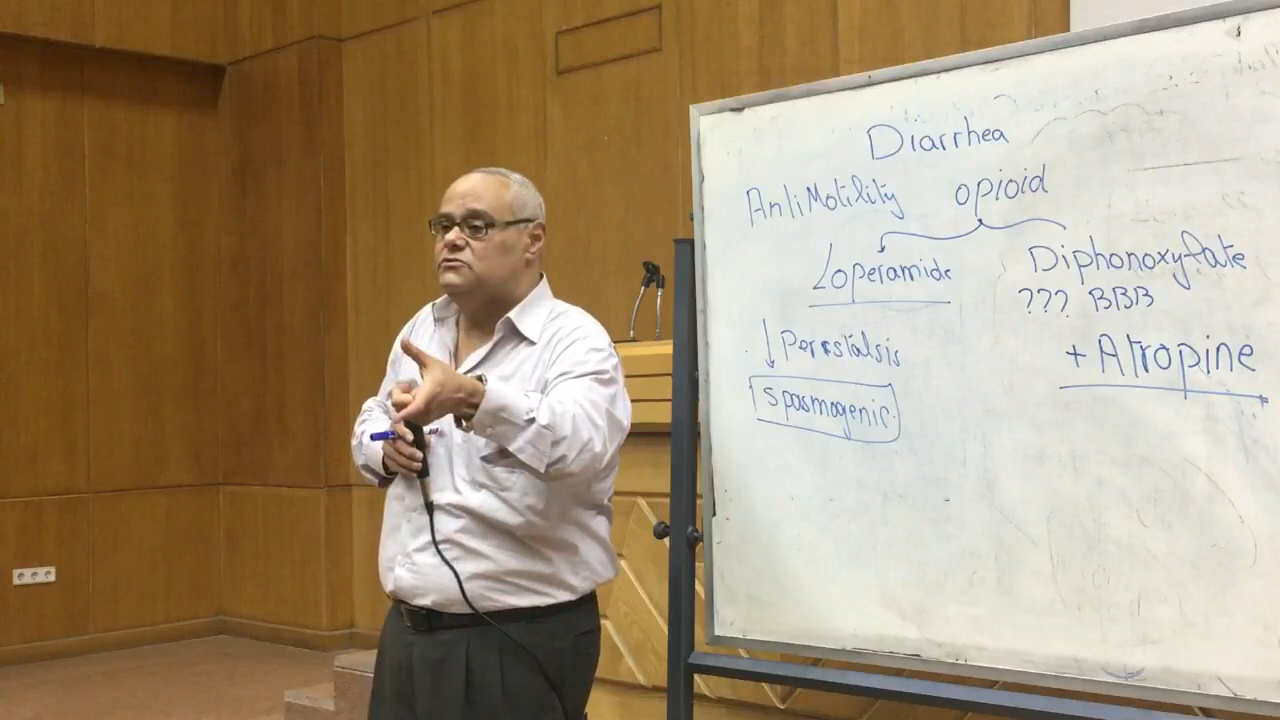 Diarrhea
AntiMotility opioid
Loperamide Diphonoxylate
??? BBB
↓ Peristalsis + Atropine
spasmogenic